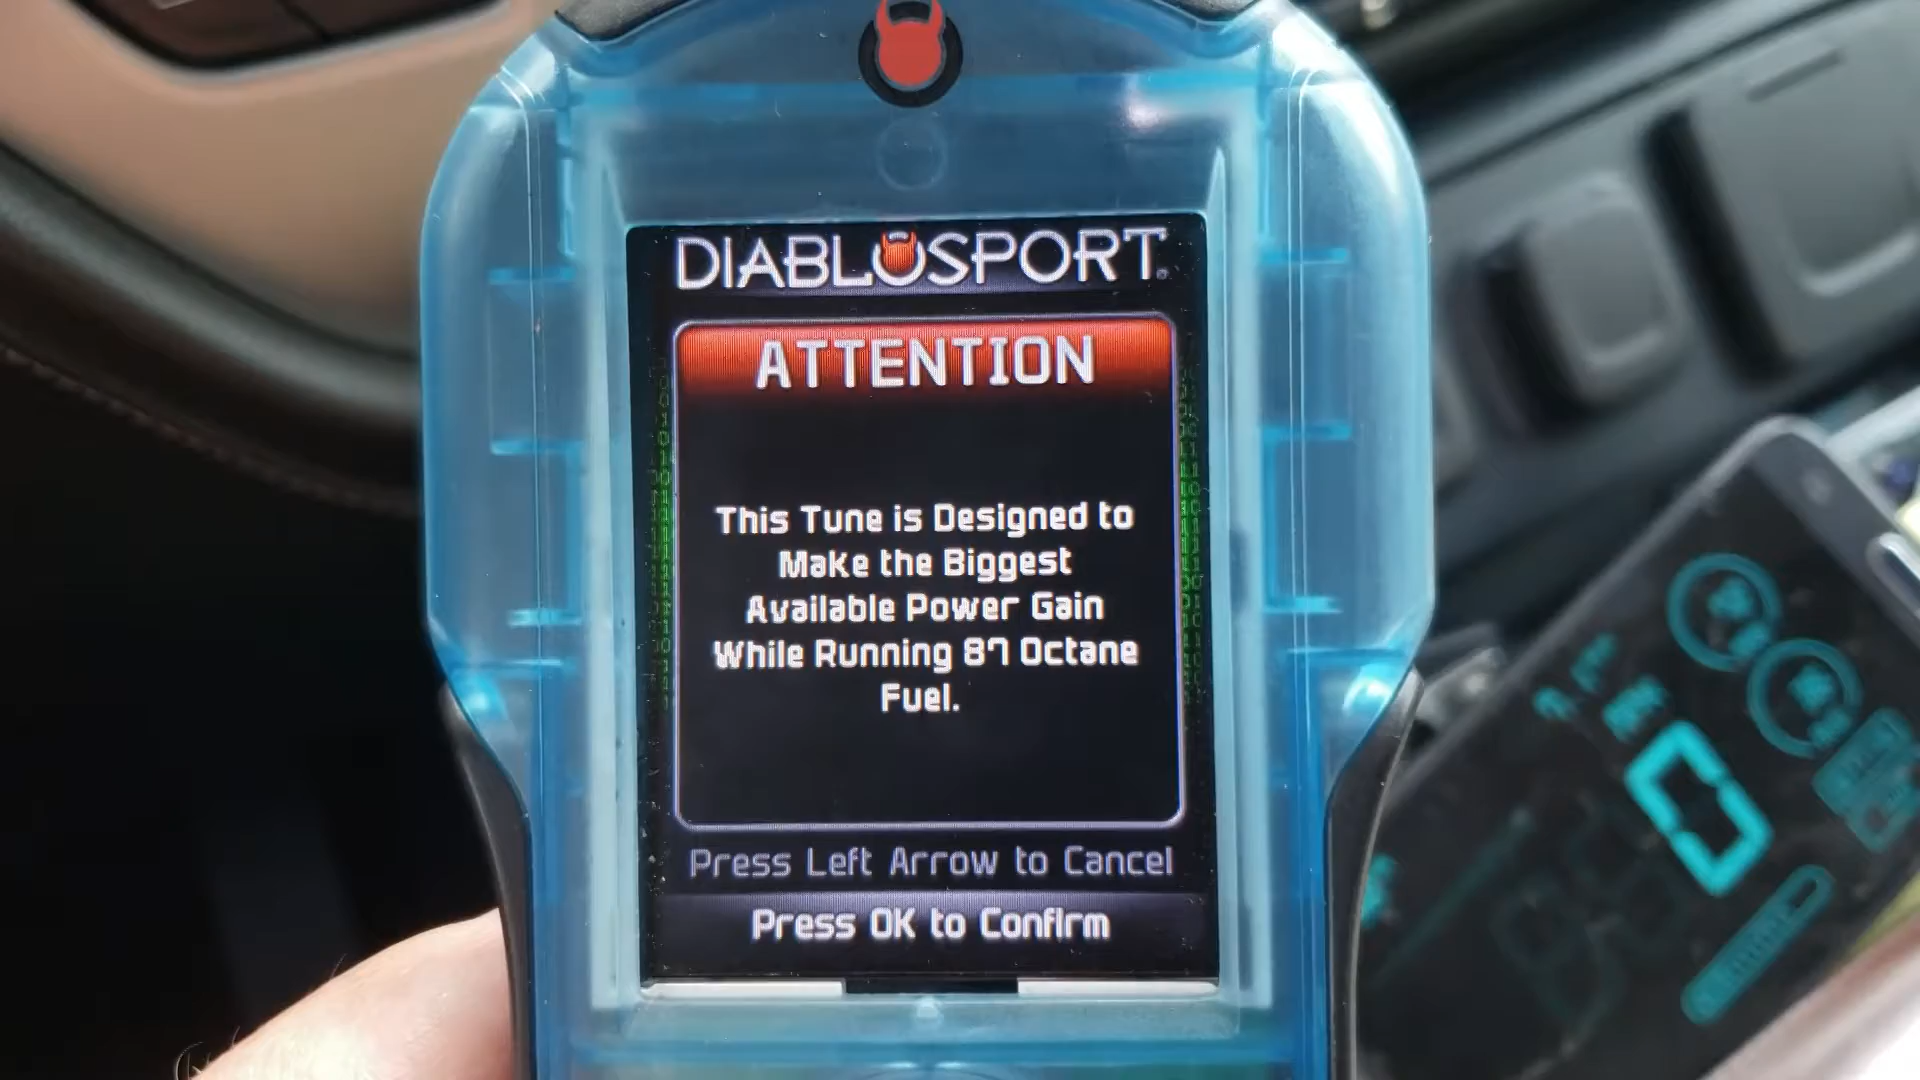 DIABLOSPORT
ATTENTION
This Tune is Designed to
Make the Biggest
Available Power Gain
While Running 87 Octane
Fuel.
Press Left Arrow to Cancel
Press OK to Confirm